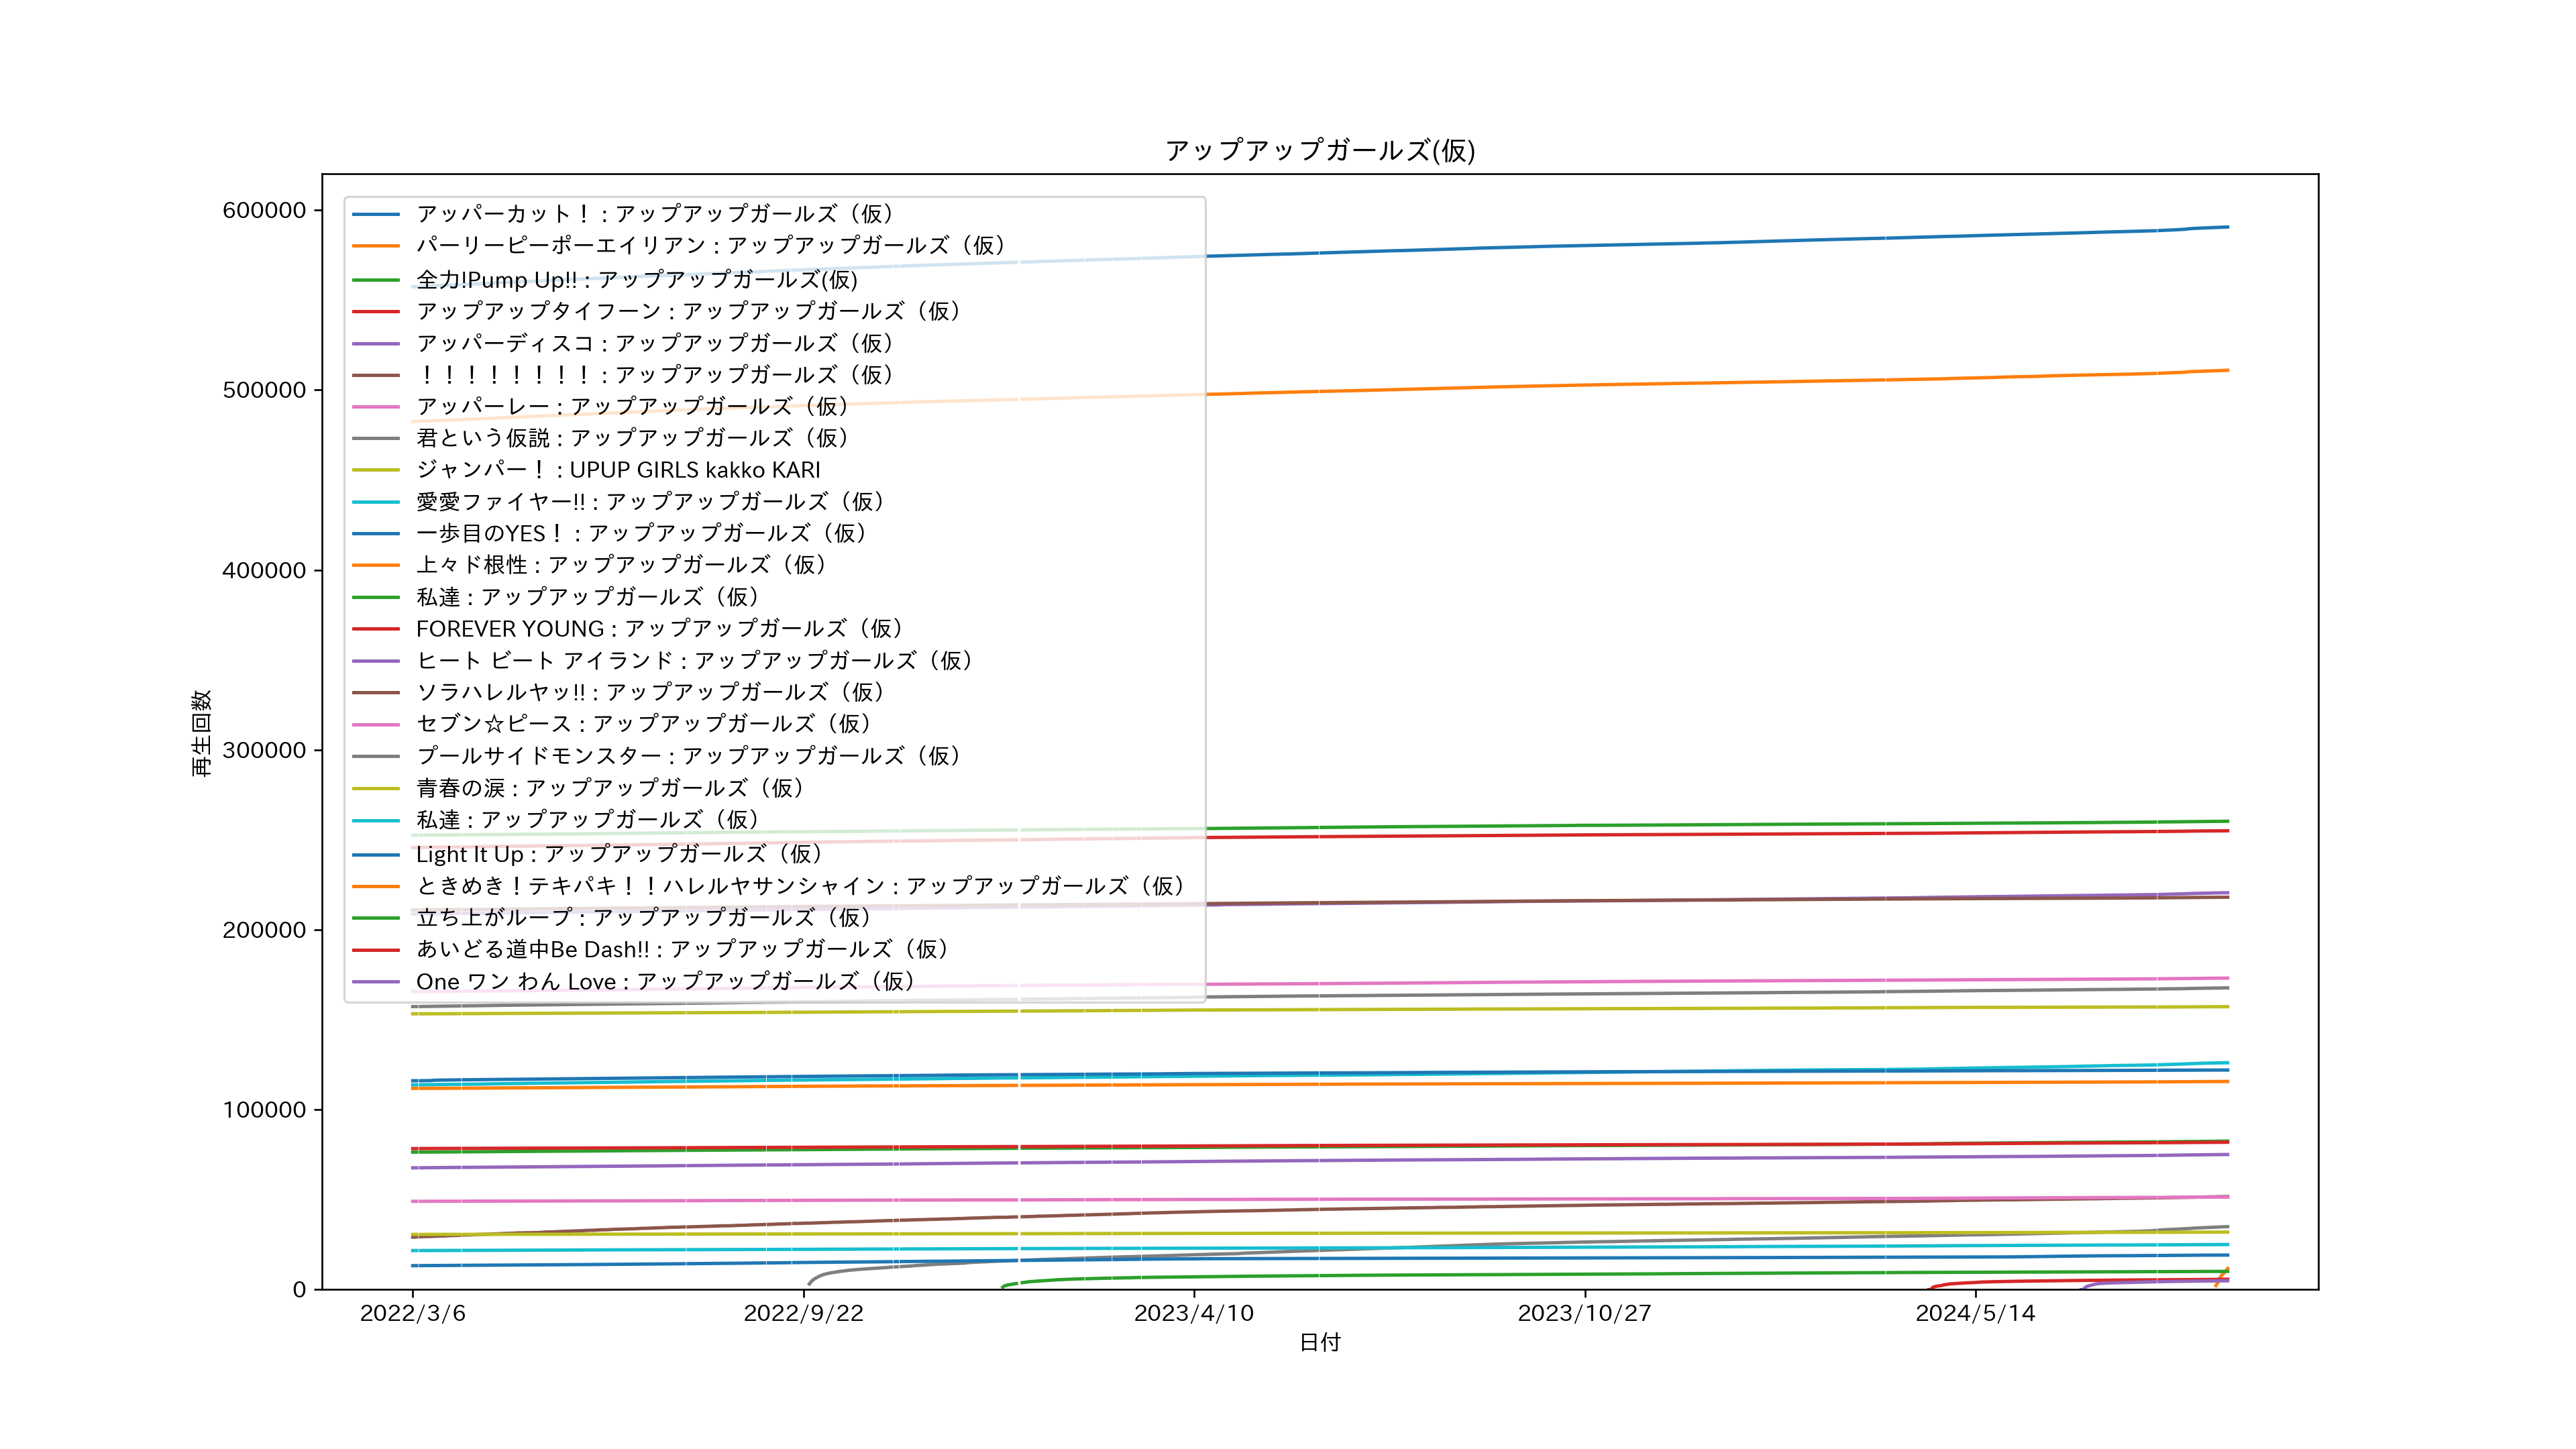 アップアップガールズ(仮)
600000
500000
400000
300000
200000
100000
0
再生回数
アッパーカット！ : アップアップガールズ（仮）
パーリーピーポーエイリアン : アップアップガールズ（仮）
全力!Pump Up!! : アップアップガールズ(仮)
アップアップタイフーン : アップアップガールズ（仮）
アッパーディスコ : アップアップガールズ（仮）
！！！！！！！！ : アップアップガールズ（仮）
アッパーレー : アップアップガールズ（仮）
君という仮説 : アップアップガールズ（仮）
ジャンパー！ : UPUP GIRLS kakko KARI
愛愛ファイヤー!! : アップアップガールズ（仮）
一歩目のYES！ : アップアップガールズ（仮）
上々ド根性 : アップアップガールズ（仮）
私達 : アップアップガールズ（仮）
FOREVER YOUNG : アップアップガールズ（仮）
ヒート ビート アイランド : アップアップガールズ（仮）
ソラハレルヤッ!! : アップアップガールズ（仮）
セブン☆ピース : アップアップガールズ（仮）
プールサイドモンスター : アップアップガールズ（仮）
青春の涙 : アップアップガールズ（仮）
私達 : アップアップガールズ（仮）
Light It Up : アップアップガールズ（仮）
ときめき！テキパキ！！ハレルヤサンシャイン : アップアップガールズ（仮）
立ち上がループ : アップアップガールズ（仮）
あいどる道中Be Dash!! : アップアップガールズ（仮）
One ワン わん Love : アップアップガールズ（仮）
2022/3/6
2022/9/22
2023/4/10
2023/10/27
2024/5/14
日付